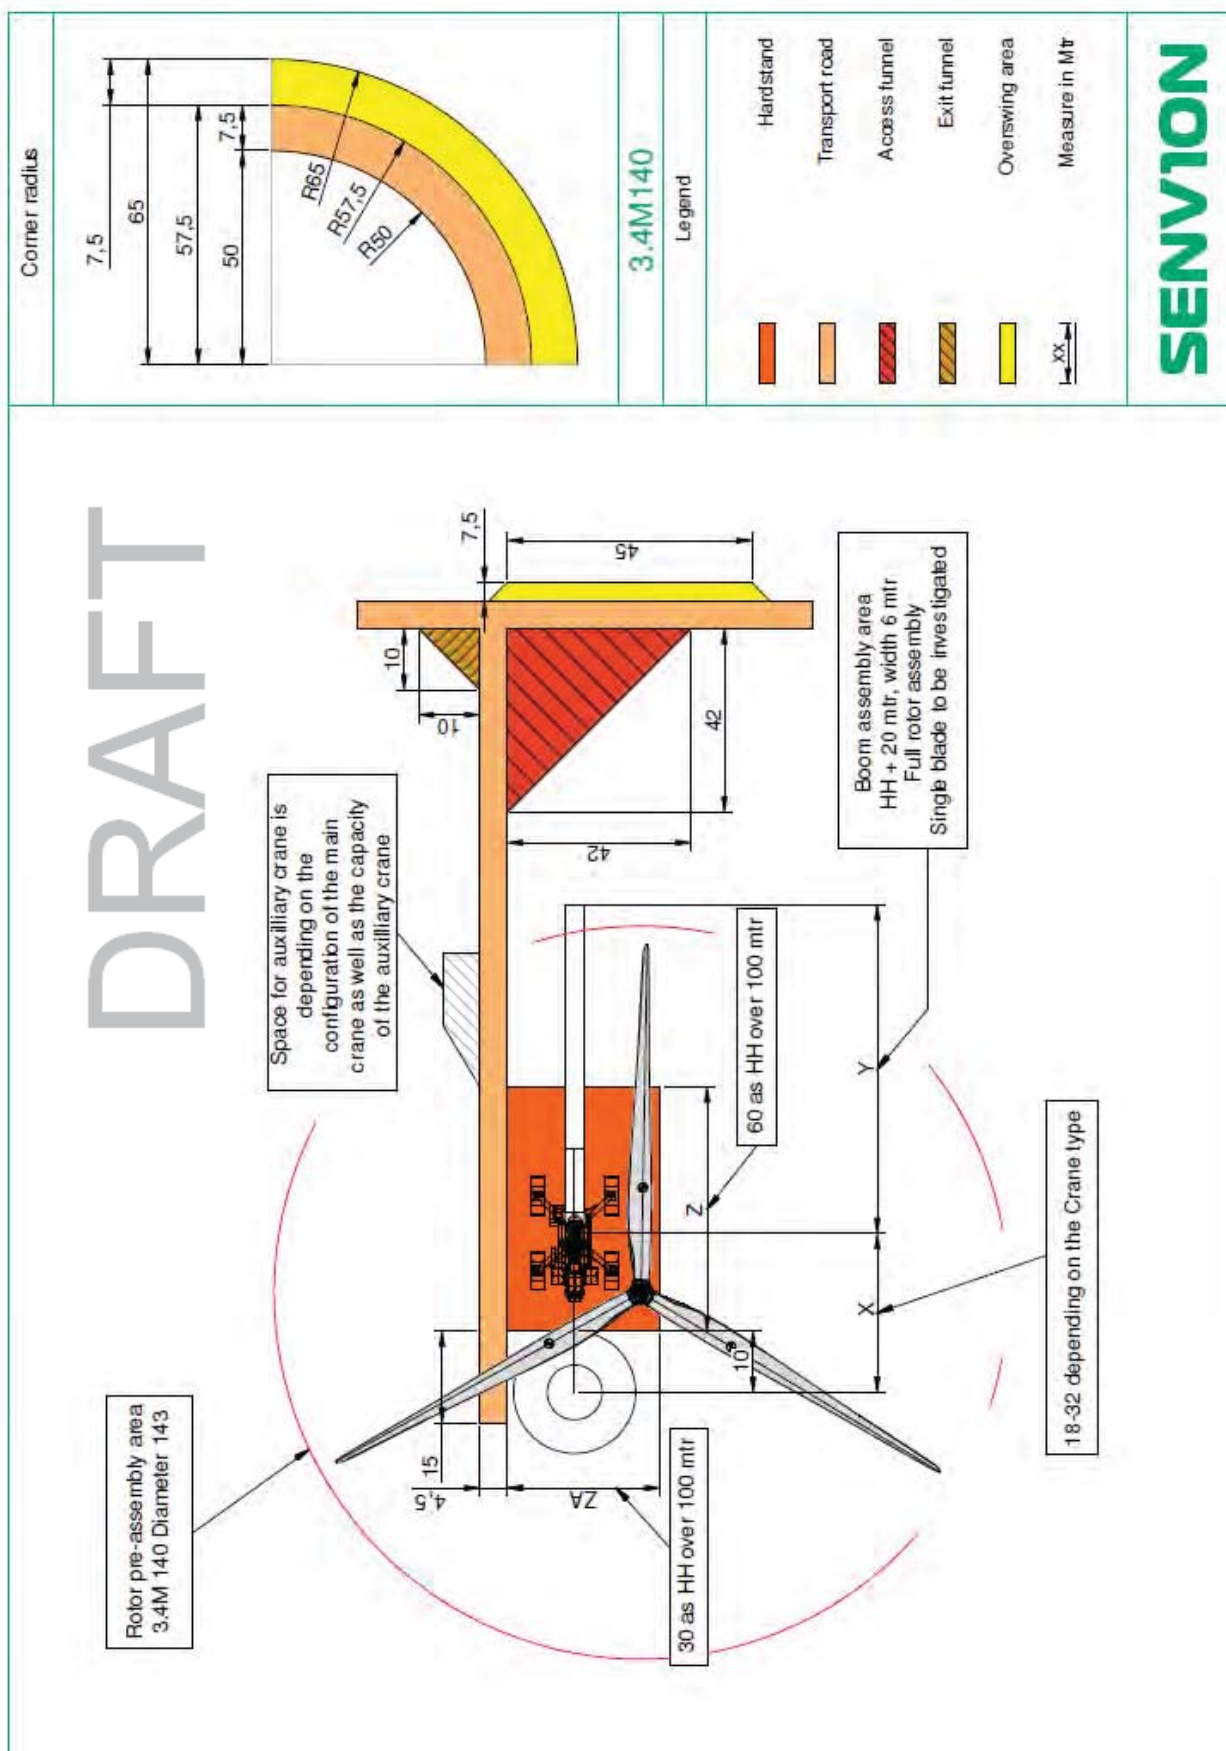 Corner radius
7,5
65
57,5
7,5
50
R65
R57,5
R50
3.4M140
Legend
Hardstand
Transport road
Access funnel
Exit funnel
Overswing area
XX
Measure in Mtr
SENVION
DRAFT
Space for auxilliary crane is
depending on the
configuration of the main
crane as well as the capacity
of the auxilliary crane
7,5
45
10
10
42
42
Boom assembly area
HH + 20 mtr, width 6 mtr
Full rotor assembly
Single blade to be investigated
60 as HH over 100 mtr
Z
Y
X
10
18-32 depending on the Crane type
Rotor pre-assembly area
3.4M 140 Diameter 143
15
4,5
ZA
30 as HH over 100 mtr